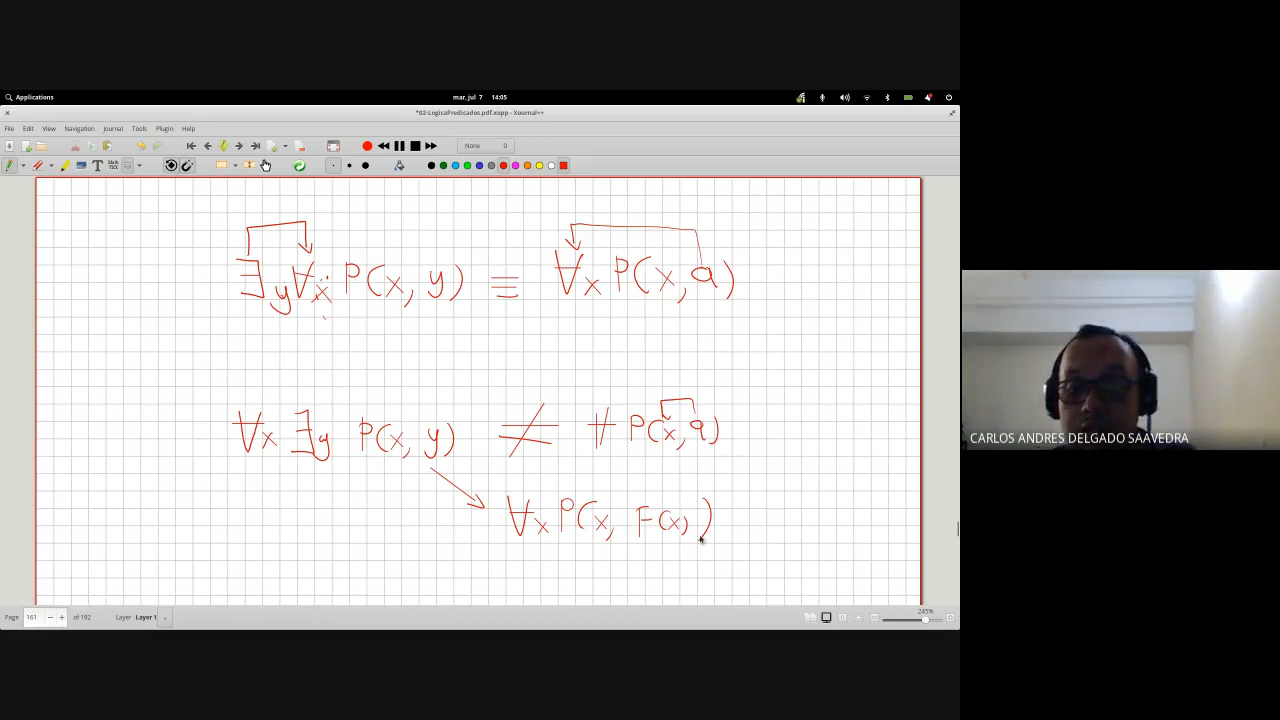 Applications mar, jul 7 14:05
*02-LogicaPredicados.pdf.xopp - Xournal++
File Edit View Navigation Journal Tools Plugin Help
None 0
∃y∀x P(x, y) ≡ ∀x P(x, a)
∀x ∃y P(x, y) ≠ P(x, a)
∀x P(x, F(x))
CARLOS ANDRES DELGADO SAAVEDRA
Page 161 of 192 Layer Layer 1 245%